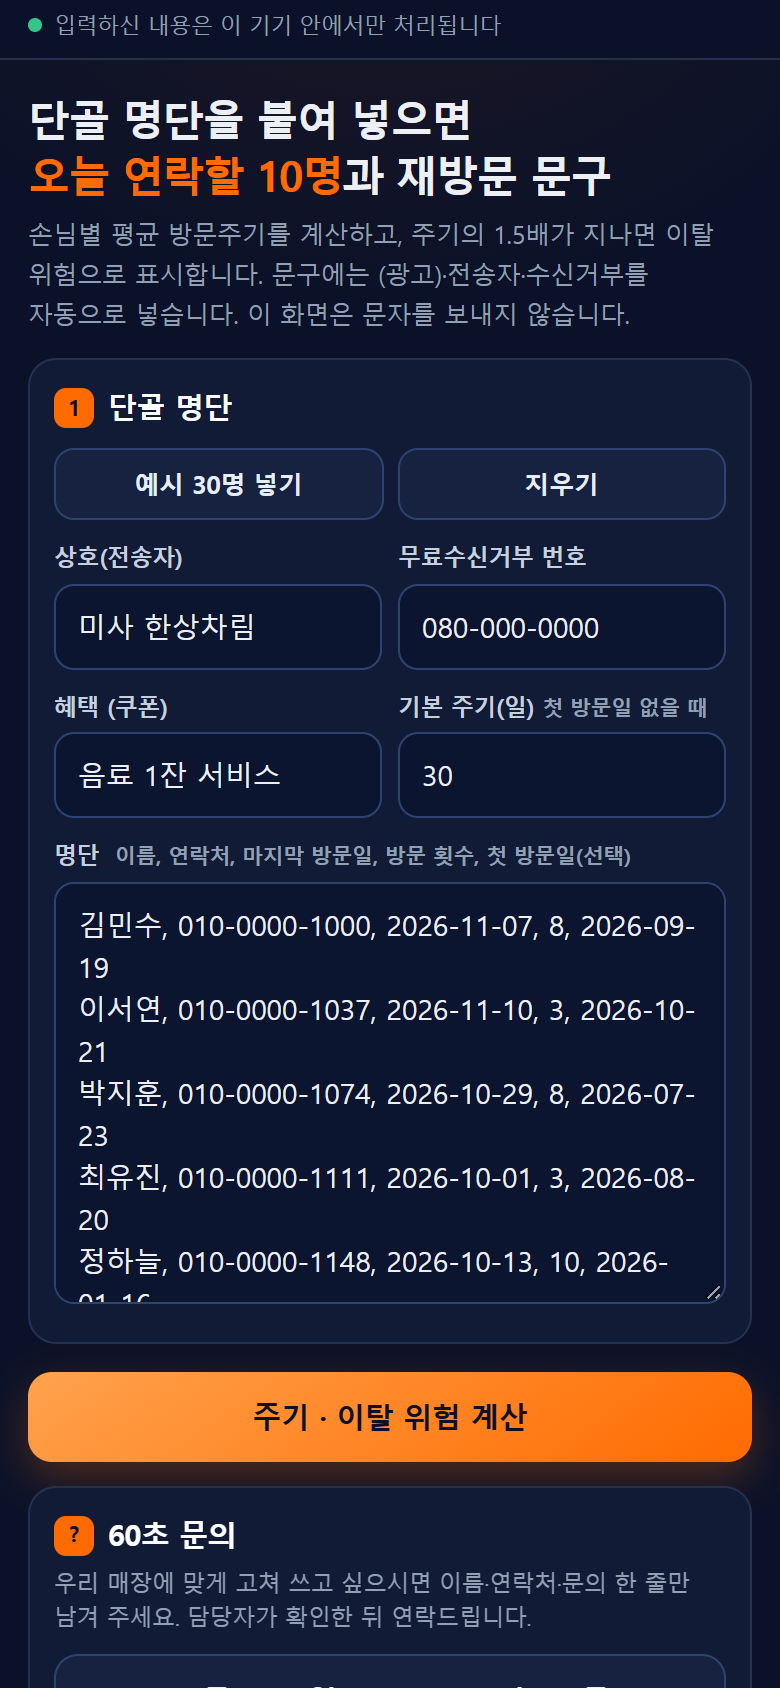 입력하신 내용은 이 기기 안에서만 처리됩니다
단골 명단을 붙여 넣으면
오늘 연락할 10명과 재방문 문구
손님별 평균 방문주기를 계산하고, 주기의 1.5배가 지나면 이탈
위험으로 표시합니다. 문구에는 (광고)·전송자·수신거부를
자동으로 넣습니다. 이 화면은 문자를 보내지 않습니다.
1 단골 명단
예시 30명 넣기 지우기
상호(전송자) 무료수신거부 번호
미사 한상차림 080-000-0000
혜택 (쿠폰) 기본 주기(일) 첫 방문일 없을 때
음료 1잔 서비스 30
명단 이름, 연락처, 마지막 방문일, 방문 횟수, 첫 방문일(선택)
김민수, 010-0000-1000, 2026-11-07, 8, 2026-09-
19
이서연, 010-0000-1037, 2026-11-10, 3, 2026-10-
21
박지훈, 010-0000-1074, 2026-10-29, 8, 2026-07-
23
최유진, 010-0000-1111, 2026-10-01, 3, 2026-08-
20
정하늘, 010-0000-1148, 2026-10-13, 10, 2026-
01-16
주기 · 이탈 위험 계산
? 60초 문의
우리 매장에 맞게 고쳐 쓰고 싶으시면 이름·연락처·문의 한 줄만
남겨 주세요. 담당자가 확인한 뒤 연락드립니다.